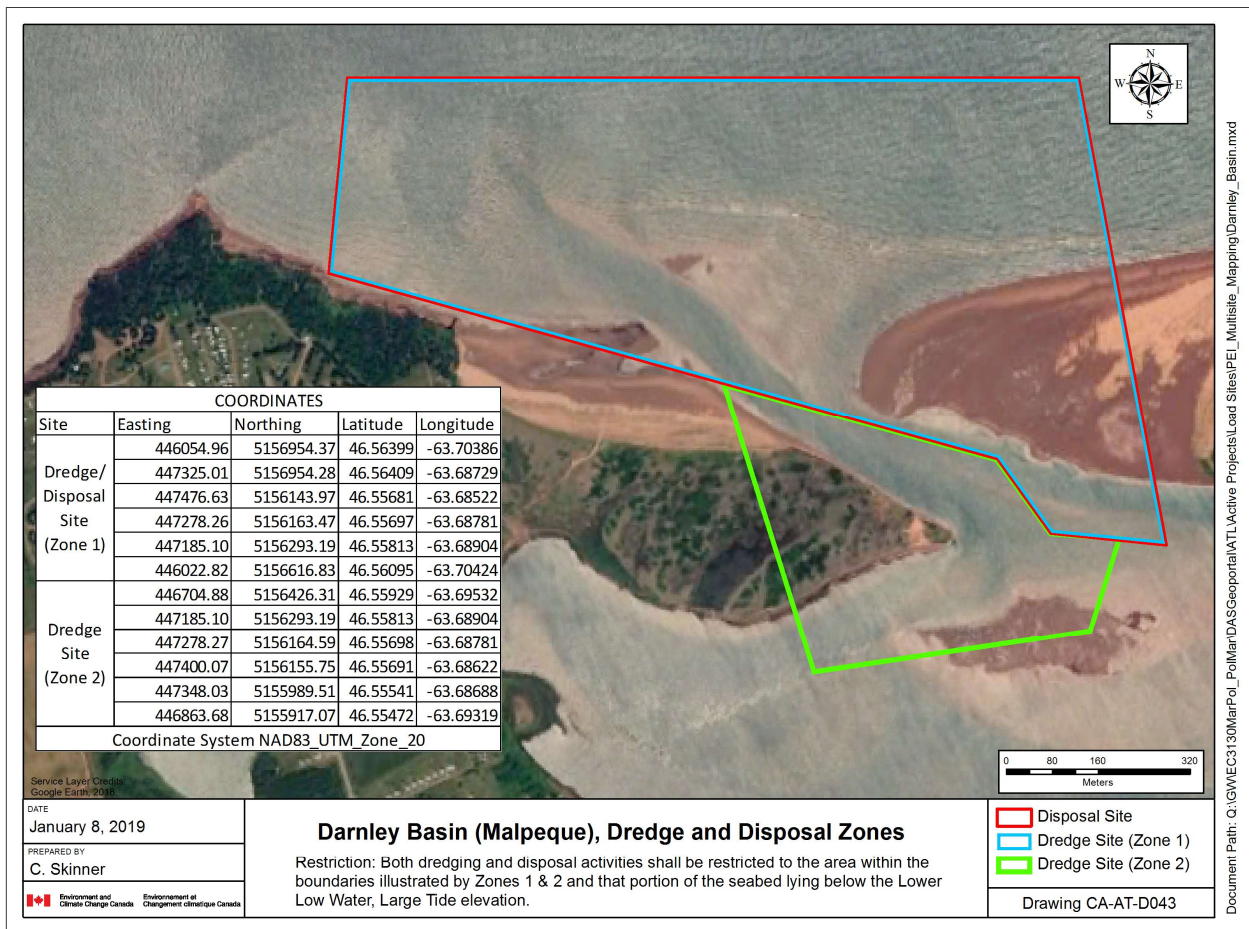 N
W E
S
COORDINATES
Site Easting Northing Latitude Longitude
Dredge/
Disposal
Site
(Zone 1)
446054.96 5156954.37 46.56399 -63.70386
447325.01 5156954.28 46.56409 -63.68729
447476.63 5156143.97 46.55681 -63.68522
447278.26 5156163.47 46.55697 -63.68781
447185.10 5156293.19 46.55813 -63.68904
446022.82 5156616.83 46.56095 -63.70424
Dredge
Site
(Zone 2)
446704.88 5156426.31 46.55929 -63.69532
447185.10 5156293.19 46.55813 -63.68904
447278.27 5156164.59 46.55698 -63.68781
447400.07 5156155.75 46.55691 -63.68622
447348.03 5155989.51 46.55541 -63.68688
446863.68 5155917.07 46.55472 -63.69319
Coordinate System NAD83_UTM_Zone_20
Service Layer Credits:
Google Earth, 2018
0 80 160 320
Meters
DATE
January 8, 2019
PREPARED BY
C. Skinner
Environment and Environnement et
Climate Change Canada Changement climatique Canada
Darnley Basin (Malpeque), Dredge and Disposal Zones
Restriction: Both dredging and disposal activities shall be restricted to the area within the
boundaries illustrated by Zones 1 & 2 and that portion of the seabed lying below the Lower
Low Water, Large Tide elevation.
Disposal Site
Dredge Site (Zone 1)
Dredge Site (Zone 2)
Drawing CA-AT-D043
Document Path: Q:\GW\EC3130MarPol_PolMar\DASGeoportal\ATL\Active Projects\Load Sites\PEI_Multisite_Mapping\Darnley_Basin.mxd